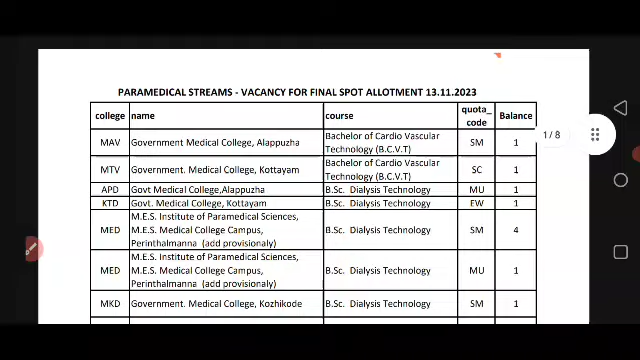 PARAMEDICAL STREAMS - VACANCY FOR FINAL SPOT ALLOTMENT 13.11.2023
college name course quota_ code Balance
MAV Government Medical College, Alappuzha Bachelor of Cardio Vascular Technology (B.C.V.T) SM 1
MTV Government. Medical College, Kottayam Bachelor of Cardio Vascular Technology (B.C.V.T) SC 1
APD Govt Medical College,Alappuzha B.Sc. Dialysis Technology MU 1
KTD Govt. Medical College, Kottayam B.Sc. Dialysis Technology EW 1
MED M.E.S. Institute of Paramedical Sciences, M.E.S. Medical College Campus, Perinthalmanna (add provisionaly) B.Sc. Dialysis Technology SM 4
MED M.E.S. Institute of Paramedical Sciences, M.E.S. Medical College Campus, Perinthalmanna (add provisionaly) B.Sc. Dialysis Technology MU 1
MKD Government. Medical College, Kozhikode B.Sc. Dialysis Technology SM 1
1/8